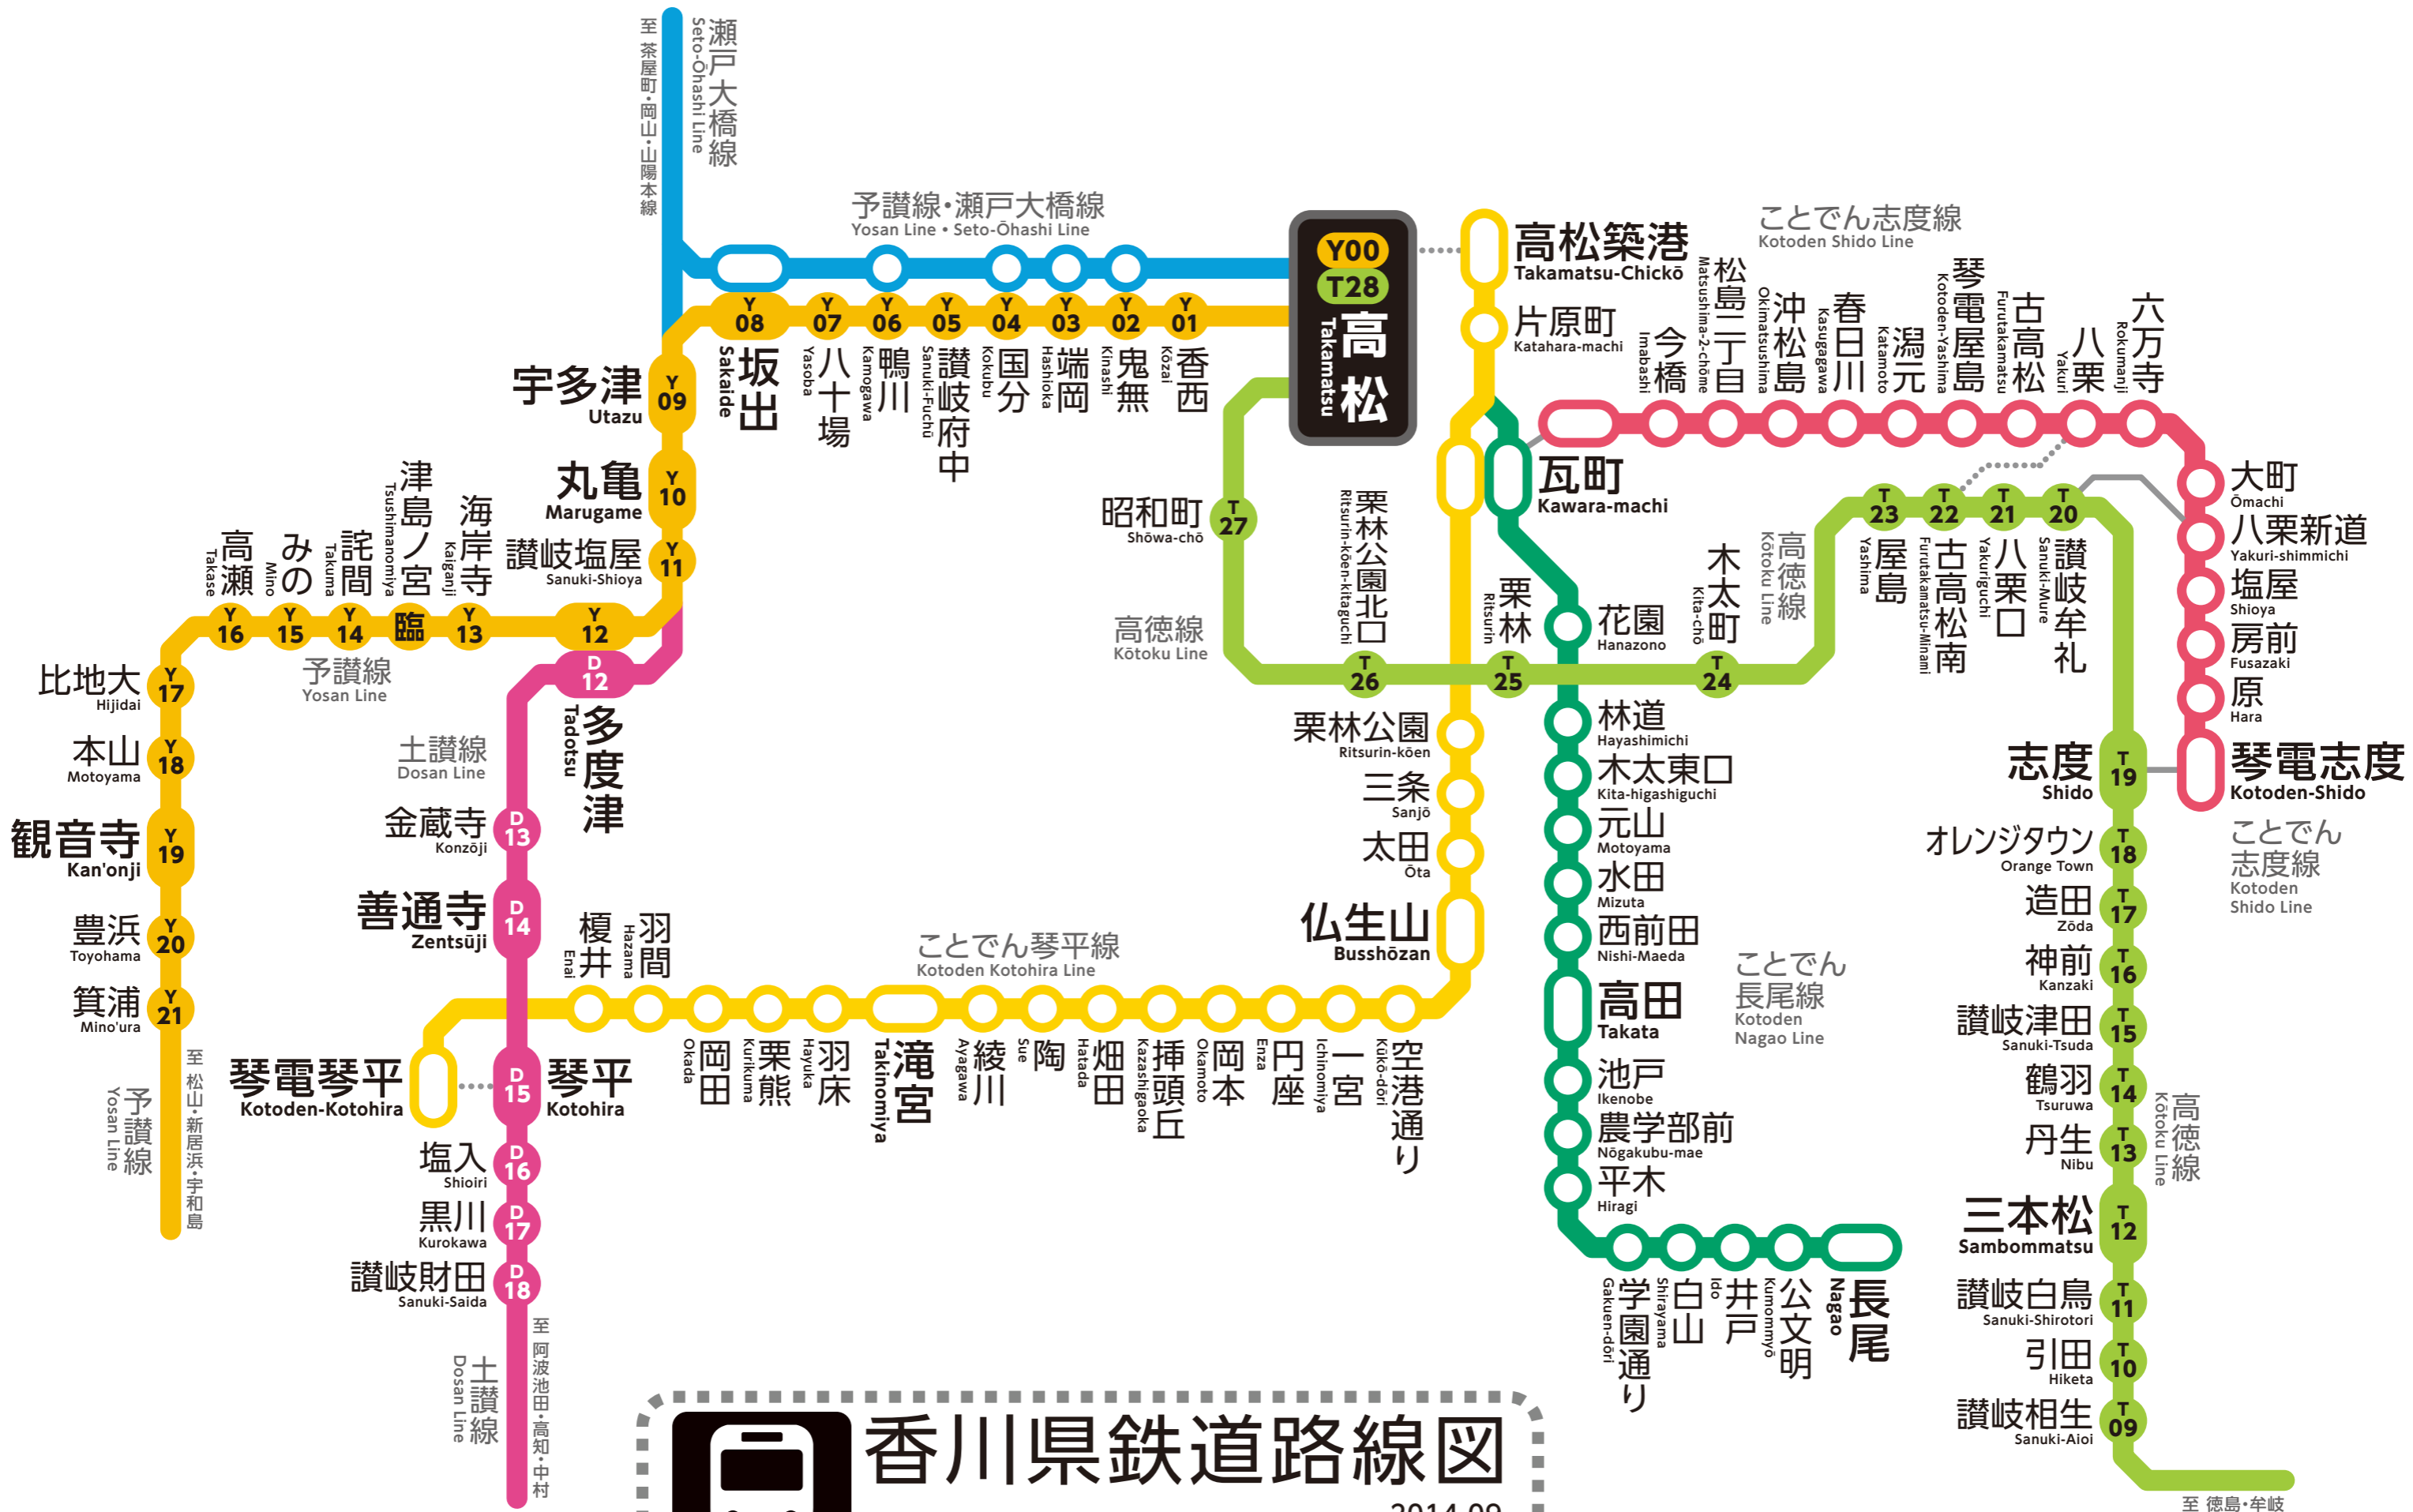 至 茶屋町・岡山・山陽本線
瀬戸大橋線
Seto-Ōhashi Line
予讃線・瀬戸大橋線
Yosan Line • Seto-Ōhashi Line
Y00
T28
高松
Takamatsu
高松築港
Takamatsu-Chickō
片原町
Katahara-machi
ことでん志度線
Kotoden Shido Line
今橋
Imabashi
松島二丁目
Matsushima-2-chōme
沖松島
Okimatsushima
春日川
Kasugagawa
潟元
Katamoto
琴電屋島
Kotoden-Yashima
古高松
Furutakamatsu
八栗
Yakuri
六万寺
Rokumanji
大町
Ōmachi
八栗新道
Yakuri-shimmichi
塩屋
Shioya
房前
Fusazaki
原
Hara
琴電志度
Kotoden-Shido
ことでん
志度線
Kotoden
Shido Line
Y
08
坂出
Sakaide
Y
07
八十場
Yasoba
Y
06
鴨川
Kamogawa
Y
05
讃岐府中
Sanuki-Fuchū
Y
04
国分
Kokubu
Y
03
端岡
Hashioka
Y
02
鬼無
Kinashi
Y
01
香西
Kōzai
宇多津
Utazu
Y
09
丸亀
Marugame
Y
10
讃岐塩屋
Sanuki-Shioya
Y
11
Y
12
D
12
多度津
Tadotsu
海岸寺
Kaiganji
Y
13
津島ノ宮
Tsushimanomiya
臨
詫間
Takuma
Y
14
みの
Mino
Y
15
高瀬
Takase
Y
16
予讃線
Yosan Line
比地大
Hijidai
Y
17
本山
Motoyama
Y
18
観音寺
Kan'onji
Y
19
豊浜
Toyohama
Y
20
箕浦
Mino'ura
Y
21
予讃線
Yosan Line
至 松山・新居浜・宇和島
土讃線
Dosan Line
金蔵寺
Konzōji
D
13
善通寺
Zentsūji
D
14
琴電琴平
Kotoden-Kotohira
D
15
琴平
Kotohira
塩入
Shioiri
D
16
黒川
Kurokawa
D
17
讃岐財田
Sanuki-Saida
D
18
土讃線
Dosan Line
至 阿波池田・高知・中村
榎井
Enai
羽間
Hazama
ことでん琴平線
Kotoden Kotohira Line
岡田
Okada
栗熊
Kurikuma
羽床
Hayuka
滝宮
Takinomiya
綾川
Ayagawa
陶
Sue
畑田
Hatada
挿頭丘
Kazashigaoka
岡本
Okamoto
円座
Enza
一宮
Ichinomiya
空港通り
Kūkō-dōri
昭和町
Shōwa-chō
T
27
高徳線
Kōtoku Line
栗林公園北口
Ritsurin-kōen-kitaguchi
T
26
栗林
Ritsurin
T
25
木太町
Kita-chō
T
24
高徳線
Kōtoku Line
瓦町
Kawara-machi
栗林公園
Ritsurin-kōen
三条
Sanjō
太田
Ōta
仏生山
Busshōzan
花園
Hanazono
林道
Hayashimichi
木太東口
Kita-higashiguchi
元山
Motoyama
水田
Mizuta
西前田
Nishi-Maeda
高田
Takata
池戸
Ikenobe
農学部前
Nōgakubu-mae
平木
Hiragi
ことでん
長尾線
Kotoden
Nagao Line
学園通り
Gakuen-dōri
白山
Shirayama
井戸
Ido
公文明
Kumommyō
長尾
Nagao
T
23
屋島
Yashima
T
22
古高松南
Furutakamatsu-Minami
T
21
八栗口
Yakuriguchi
T
20
讃岐牟礼
Sanuki-Mure
志度
Shido
T
19
オレンジタウン
Orange Town
T
18
造田
Zōda
T
17
神前
Kanzaki
T
16
讃岐津田
Sanuki-Tsuda
T
15
鶴羽
Tsuruwa
T
14
丹生
Nibu
T
13
高徳線
Kōtoku Line
三本松
Sambommatsu
T
12
讃岐白鳥
Sanuki-Shirotori
T
11
引田
Hiketa
T
10
讃岐相生
Sanuki-Aioi
T
09
至 徳島・牟岐
香川県鉄道路線図
2014.09